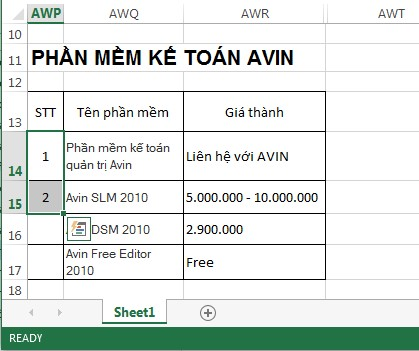 AWP AWQ AWR AWT
10
11 PHẦN MỀM KẾ TOÁN AVIN
12
13 STT Tên phần mềm Giá thành
14 1 Phần mềm kế toán
quản trị Avin Liên hệ với AVIN
15 2 Avin SLM 2010 5.000.000 - 10.000.000
16 DSM 2010 2.900.000
17 Avin Free Editor
2010 Free
18
Sheet1
READY